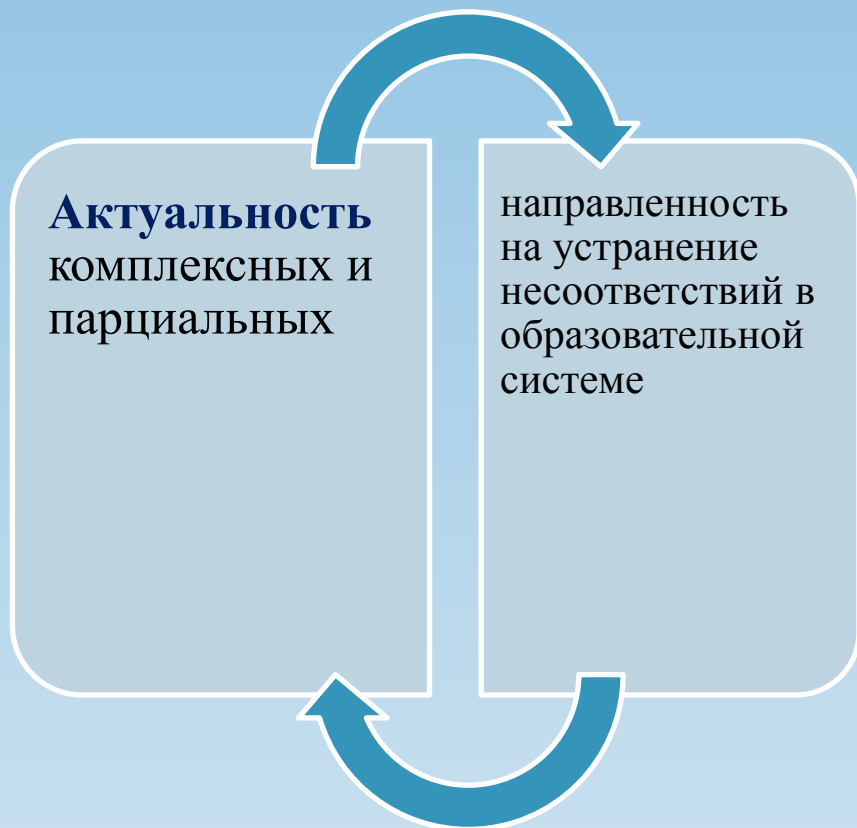 Актуальность
комплексных и
парциальных
направленность
на устранение
несоответствий в
образовательной
системе